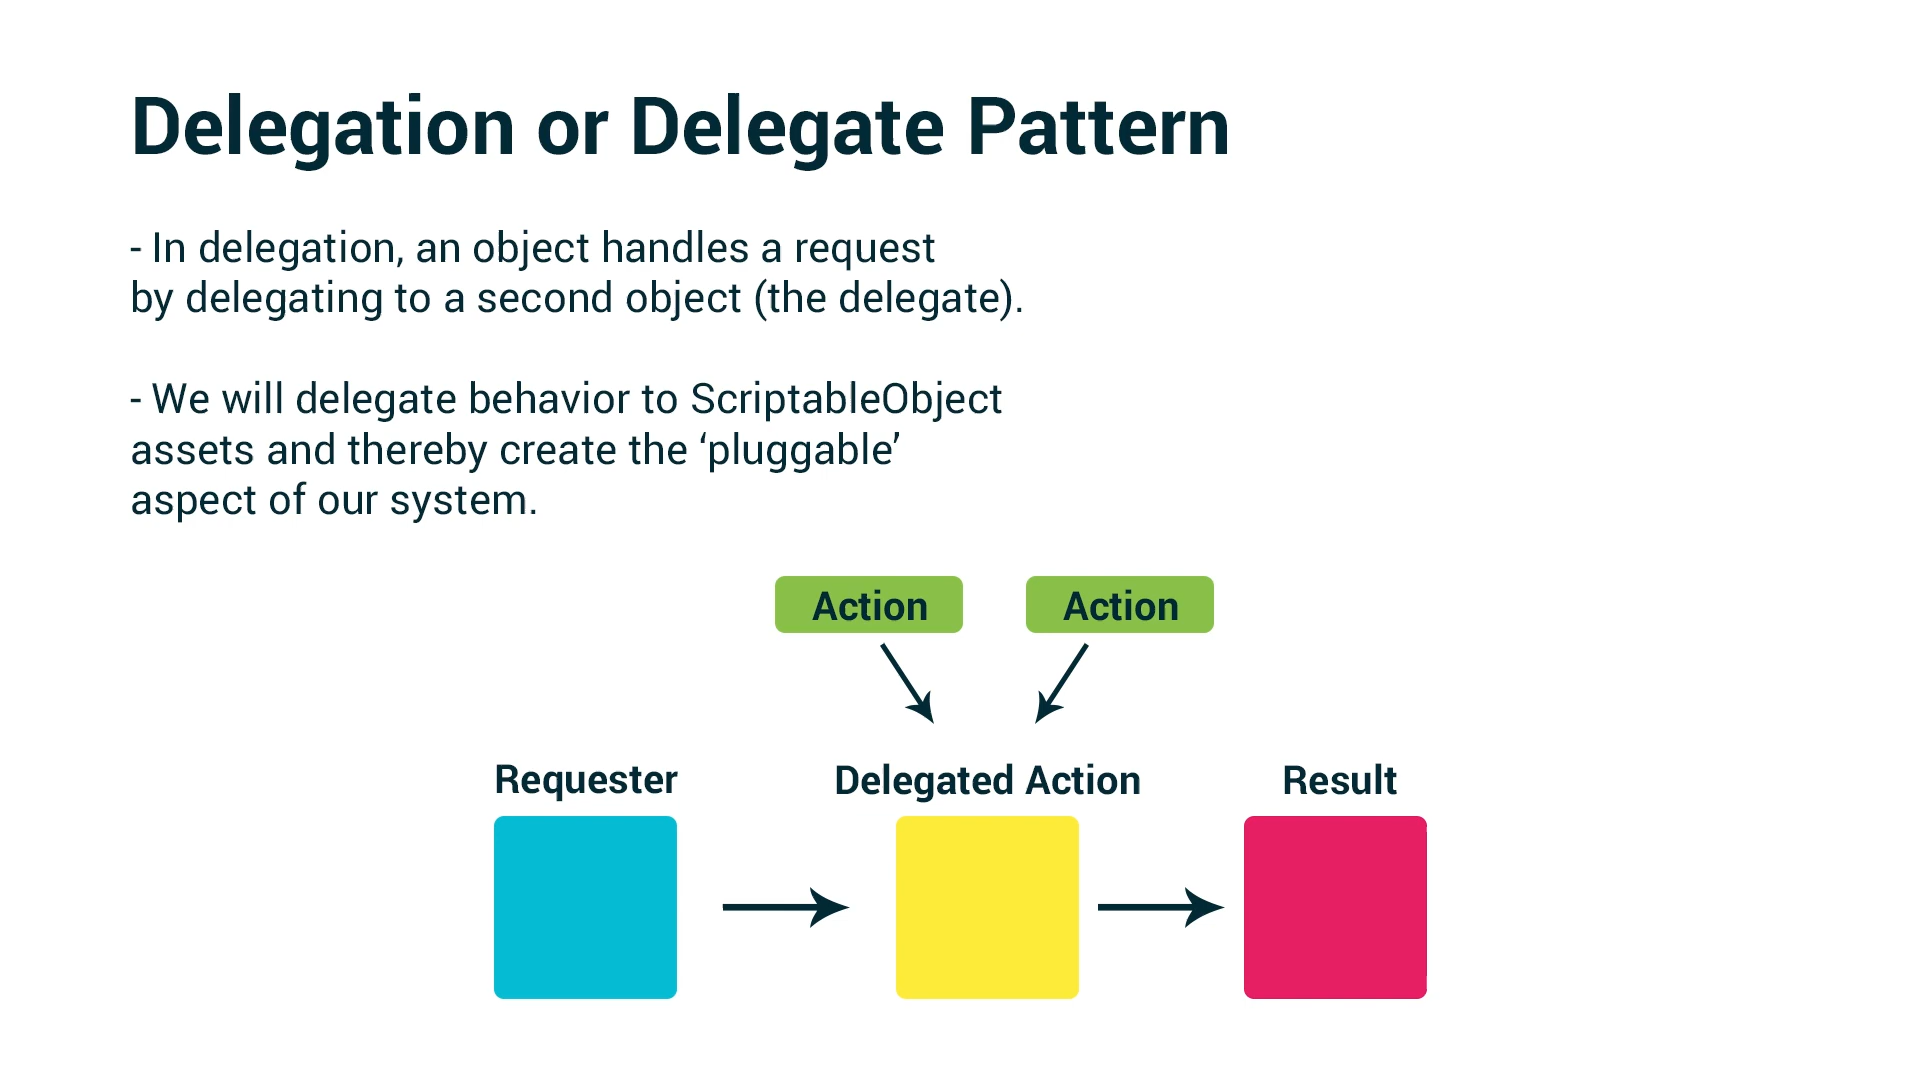 Delegation or Delegate Pattern
- In delegation, an object handles a request
by delegating to a second object (the delegate).
- We will delegate behavior to ScriptableObject
assets and thereby create the ‘pluggable’
aspect of our system.
Action
Action
Requester
Delegated Action
Result